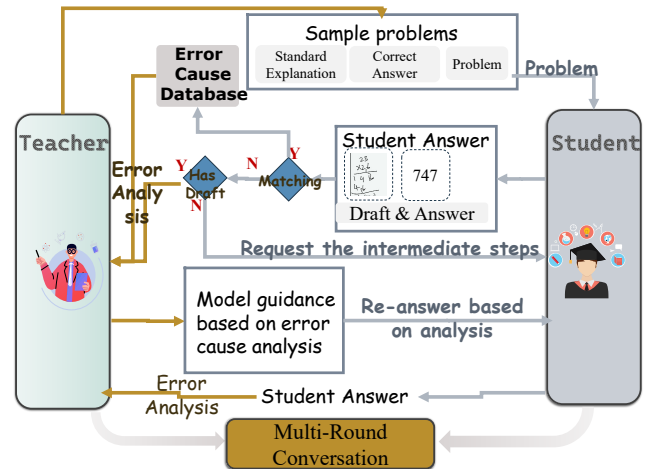 Sample problems
Standard
Explanation
Correct
Answer
Problem
Problem
Error
Cause
Database
Teacher
Student
Error
Analy
sis
Y
N
Y
N
Has
Draft
Matching
Student Answer
28
×26
747
Draft & Answer
Request the intermediate steps
Model guidance
based on error
cause analysis
Re-answer based
on analysis
Error
Analysis
Student Answer
Multi-Round
Conversation